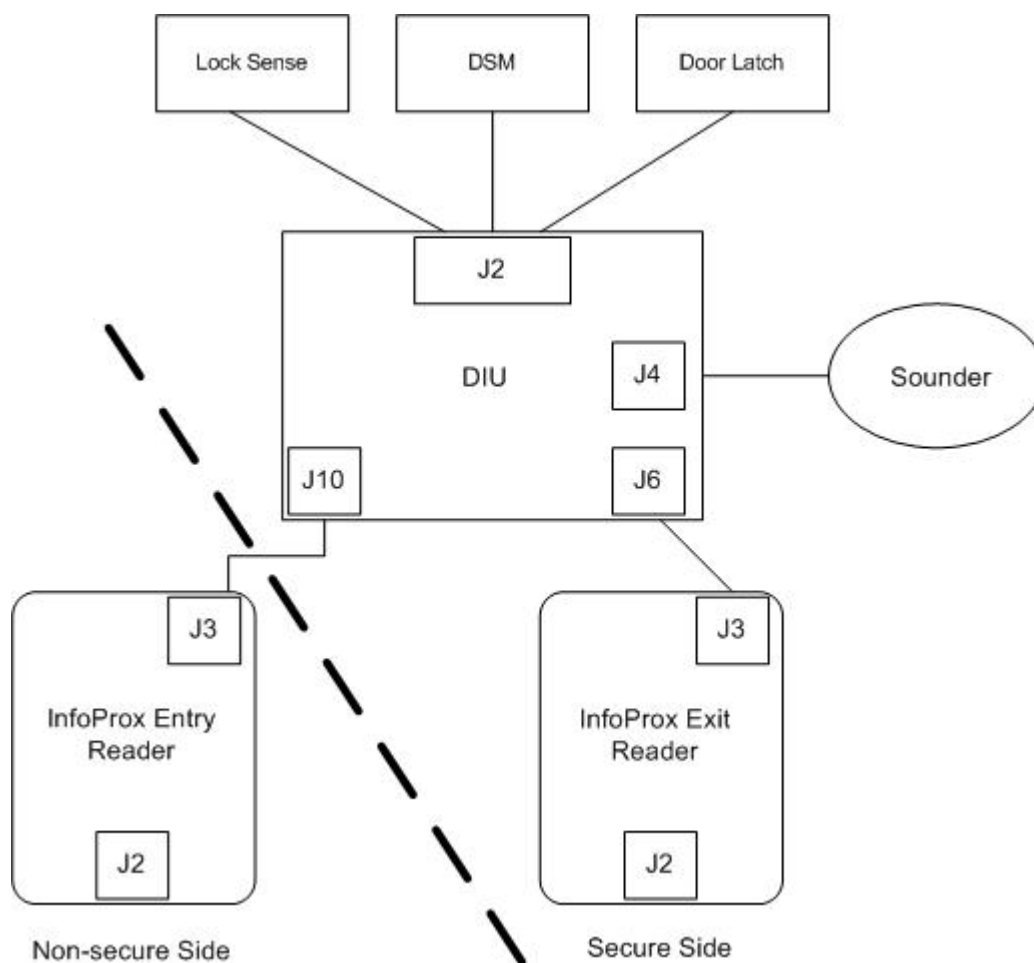 Lock Sense
DSM
Door Latch
J2
DIU
J4
Sounder
J10
J6
J3
InfoProx Entry
Reader
J2
J3
InfoProx Exit
Reader
J2
Non-secure Side
Secure Side